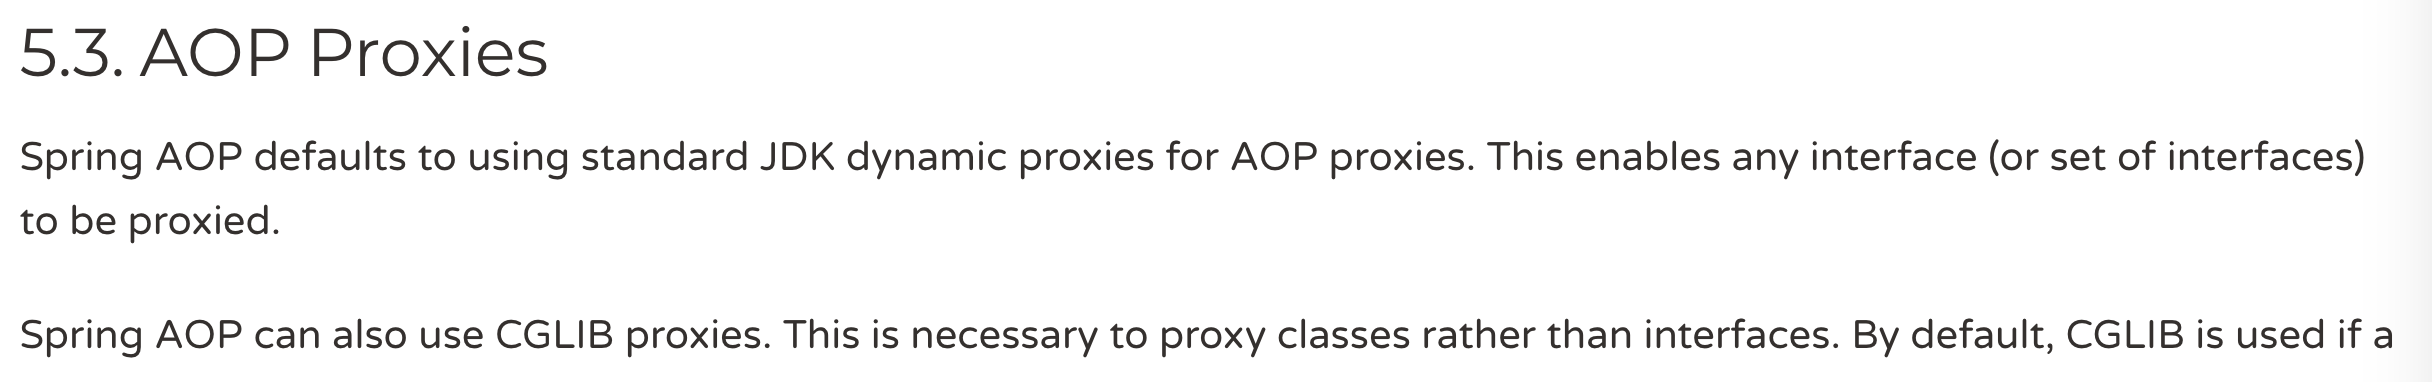 5.3. AOP Proxies
Spring AOP defaults to using standard JDK dynamic proxies for AOP proxies. This enables any interface (or set of interfaces)
to be proxied.
Spring AOP can also use CGLIB proxies. This is necessary to proxy classes rather than interfaces. By default, CGLIB is used if a